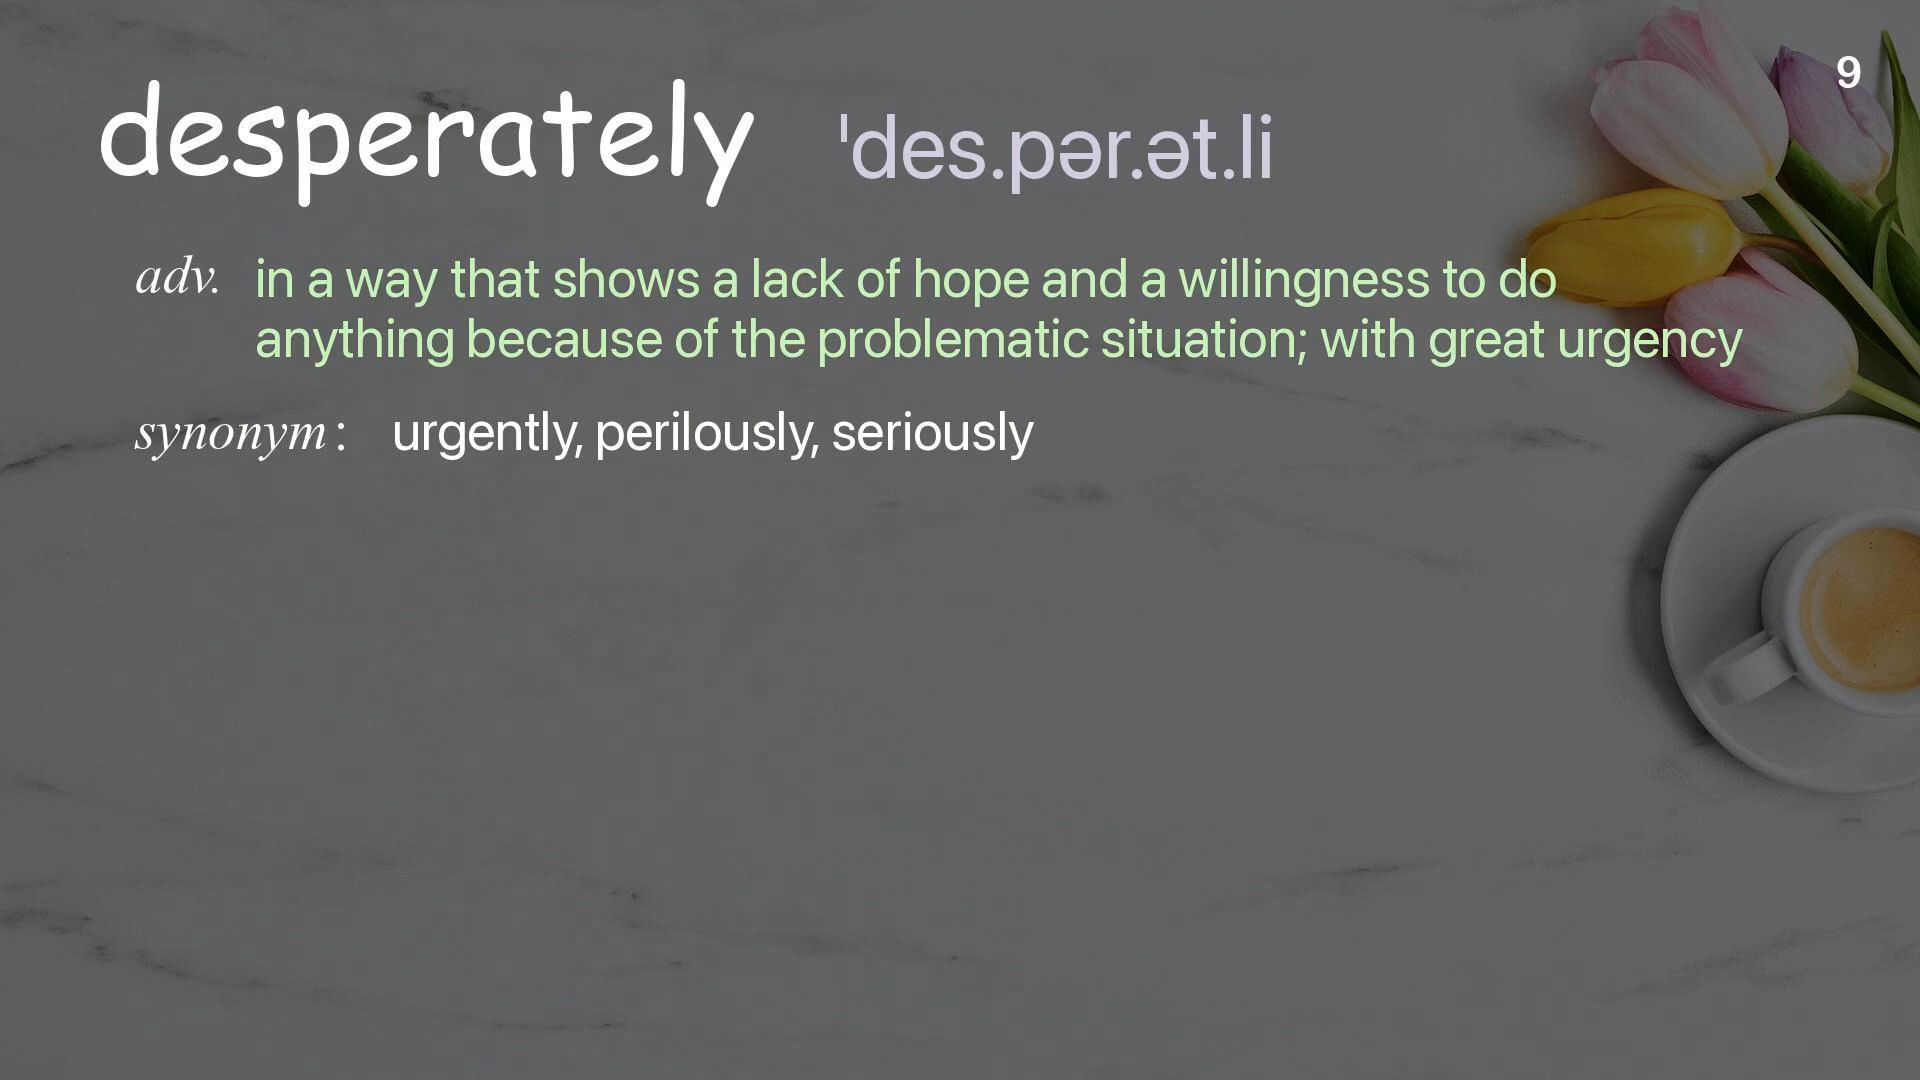 9
desperately ˈdes.pər.ət.li
adv. in a way that shows a lack of hope and a willingness to do
anything because of the problematic situation; with great urgency
synonym: urgently, perilously, seriously